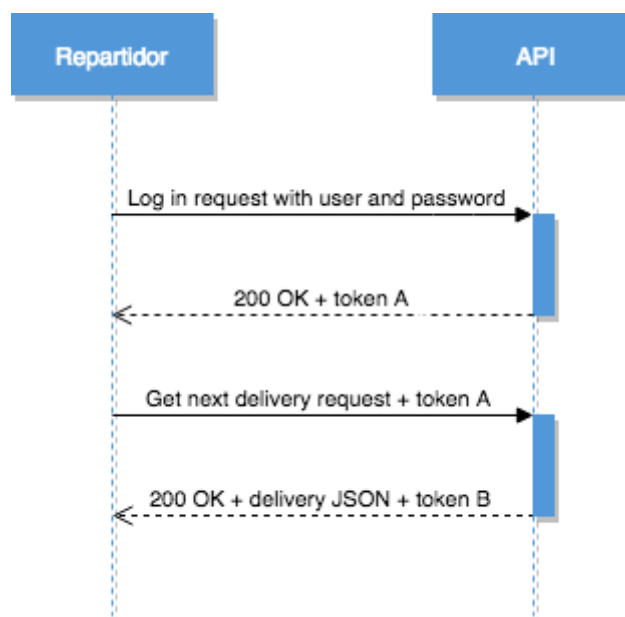 Repartidor
API
Log in request with user and password
200 OK + token A
Get next delivery request + token A
200 OK + delivery JSON + token B